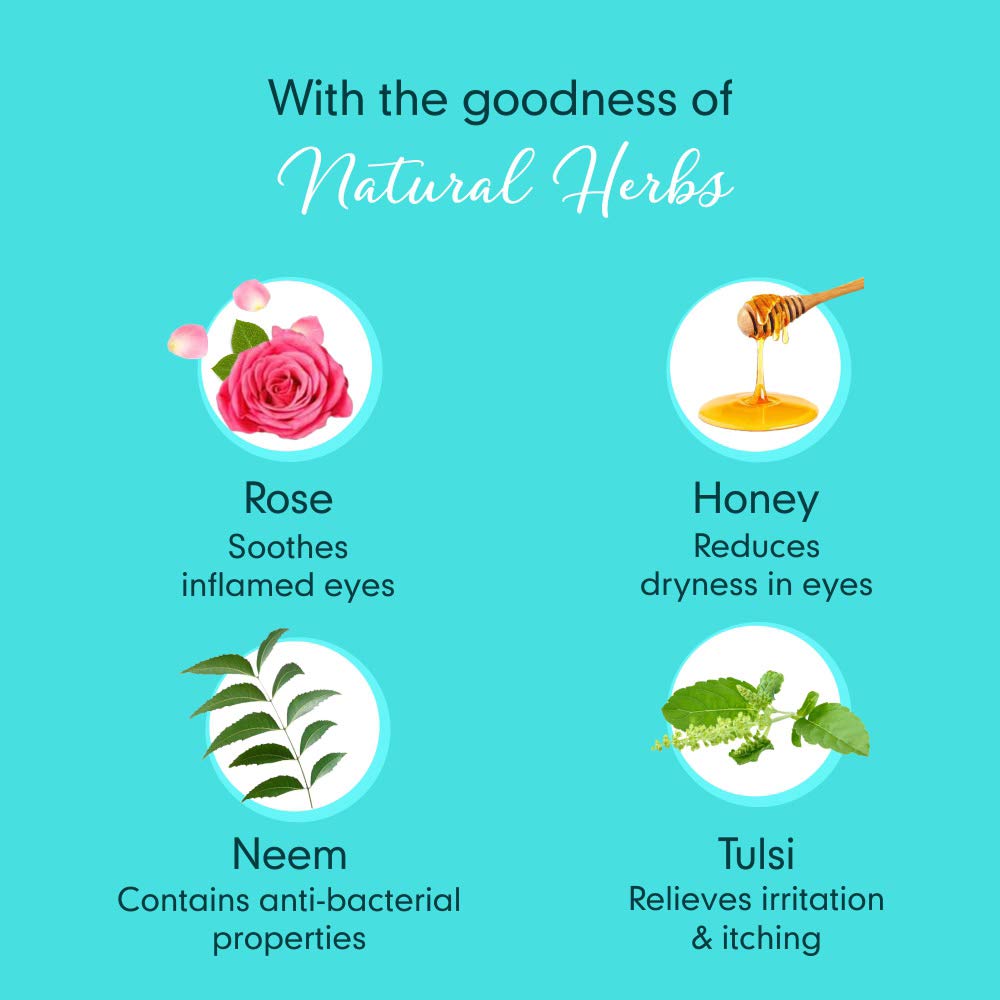 With the goodness of
Natural Herbs
Rose
Soothes
inflamed eyes
Honey
Reduces
dryness in eyes
Neem
Contains anti-bacterial
properties
Tulsi
Relieves irritation
& itching